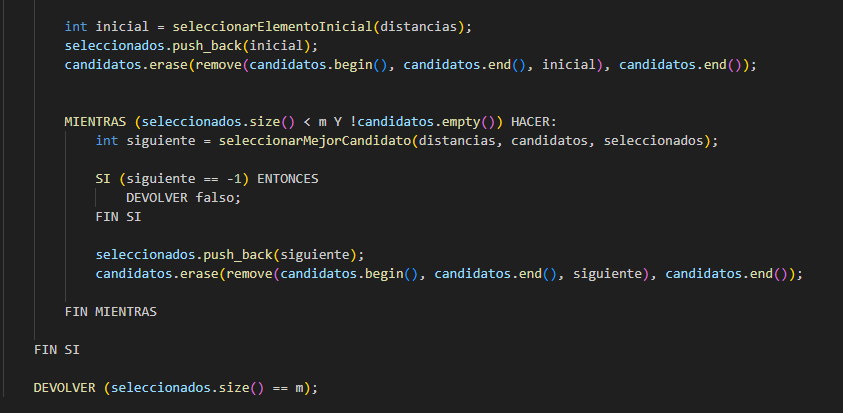 int inicial = seleccionarElementoInicial(distancias);
seleccionados.push_back(inicial);
candidatos.erase(remove(candidatos.begin(), candidatos.end(), inicial), candidatos.end());
MIENTRAS (seleccionados.size() < m Y !candidatos.empty()) HACER:
int siguiente = seleccionarMejorCandidato(distancias, candidatos, seleccionados);
SI (siguiente == -1) ENTONCES
DEVOLVER falso;
FIN SI
seleccionados.push_back(siguiente);
candidatos.erase(remove(candidatos.begin(), candidatos.end(), siguiente), candidatos.end());
FIN MIENTRAS
FIN SI
DEVOLVER (seleccionados.size() == m);